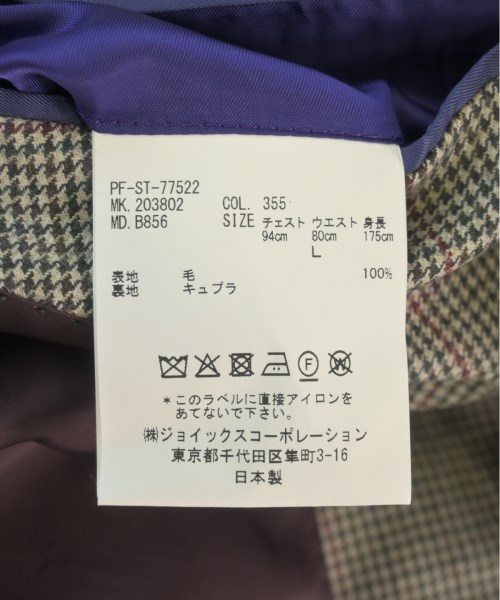 PF-ST-77522
MK. 203802 COL. 355
MD. B856 SIZE チェスト ウエスト 身長
94cm 80cm 175cm
L
表地 毛 100%
裏地 キュプラ
F W
*このラベルに直接アイロンを
あてないで下さい。
㈱ジョイックスコーポレーション
東京都千代田区隼町3-16
日本製